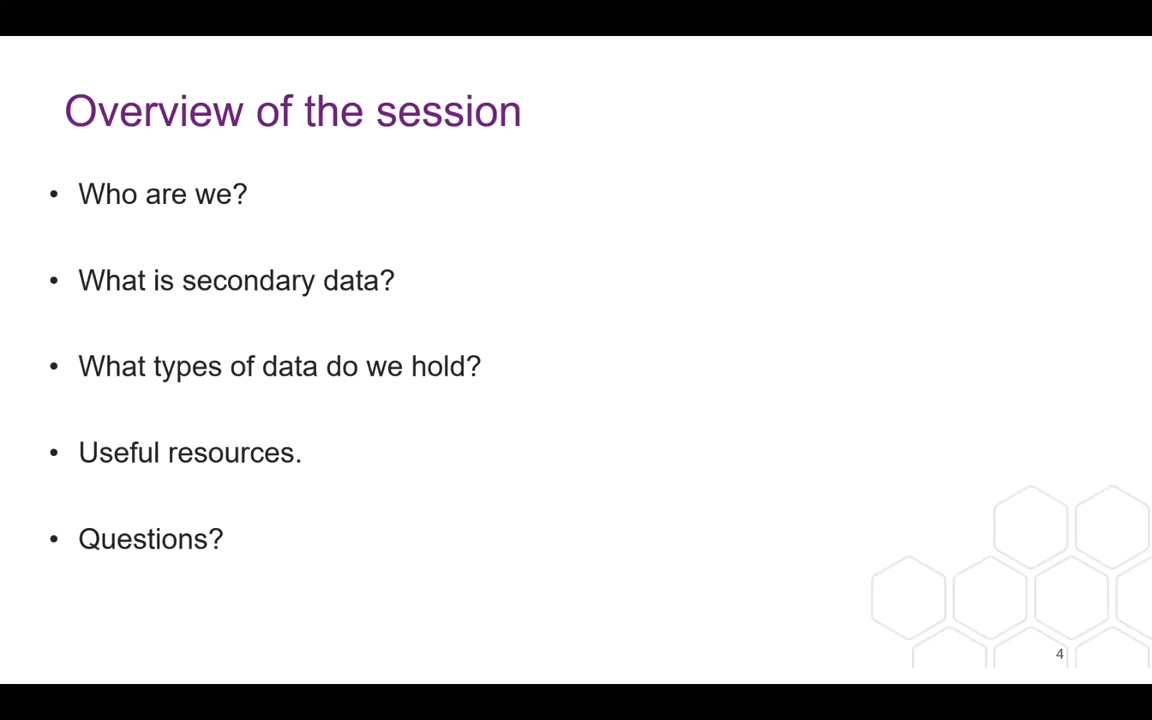 Overview of the session
• Who are we?
• What is secondary data?
• What types of data do we hold?
• Useful resources.
• Questions?
4